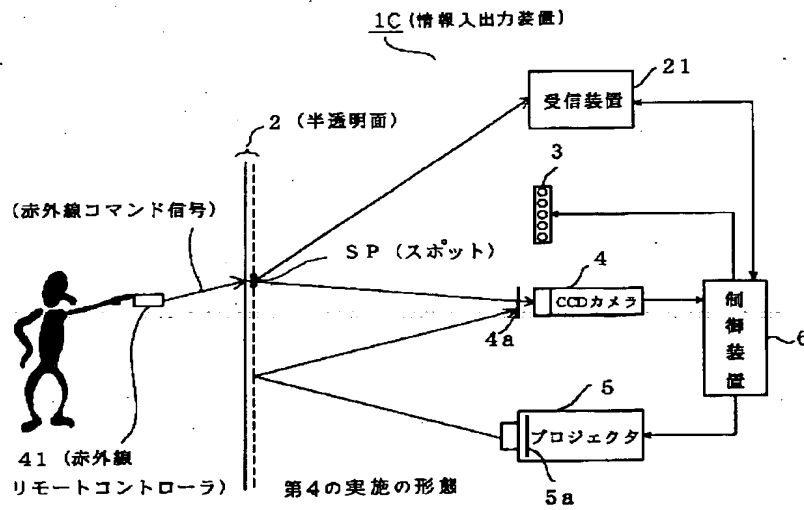 1C (情報入出力装置)
21
受信装置
2 (半透明面)
3
(赤外線コマンド信号)
SP (スポット)
4
CCDカメラ
4a
制御装置
6
5
プロジェクタ
5a
41 (赤外線
リモートコントローラ)
第4の実施の形態